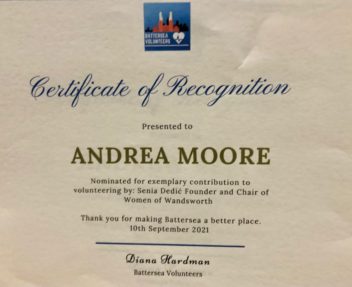 BATTERSEA
VOLUNTEERS
Certificate of Recognition
Presented to
ANDREA MOORE
Nominated for exemplary contribution to
volunteering by: Senia Dedić Founder and Chair of
Women of Wandsworth
Thank you for making Battersea a better place.
10th September 2021
Diana Hardman
Battersea Volunteers